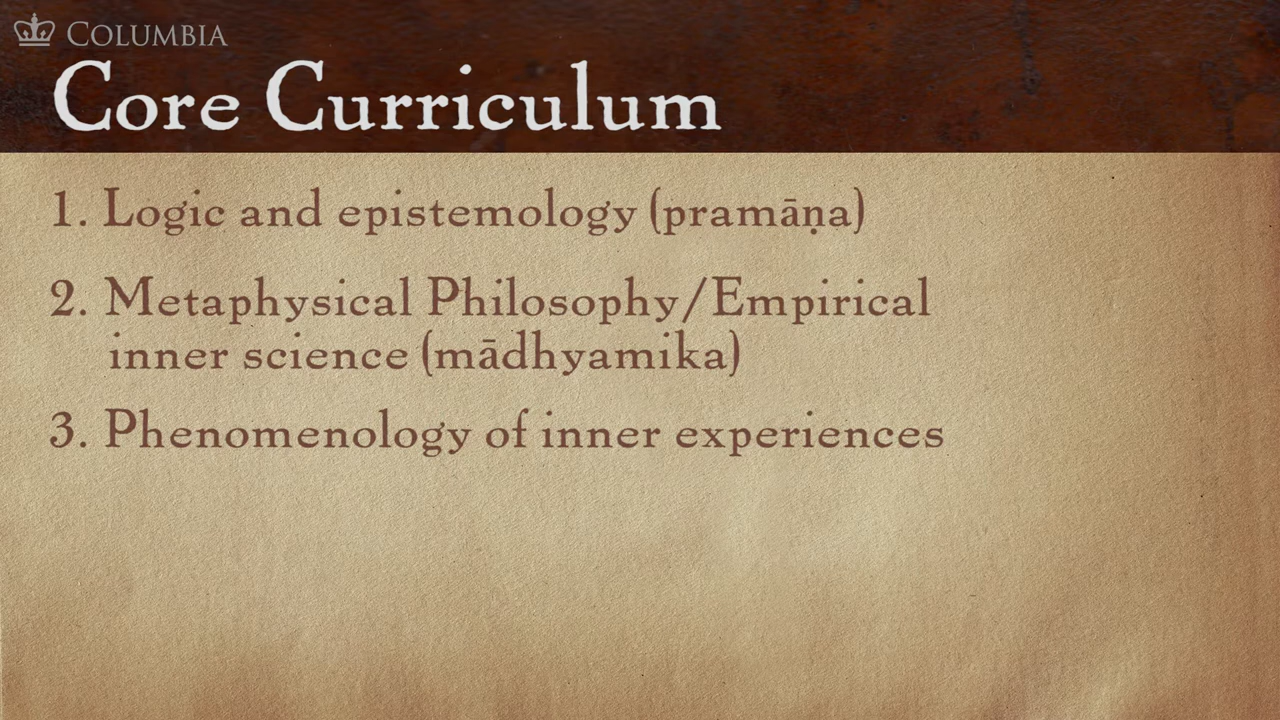 COLUMBIA
Core Curriculum
1. Logic and epistemology (pramāṇa)
2. Metaphysical Philosophy/Empirical
inner science (mādhyamika)
3. Phenomenology of inner experiences